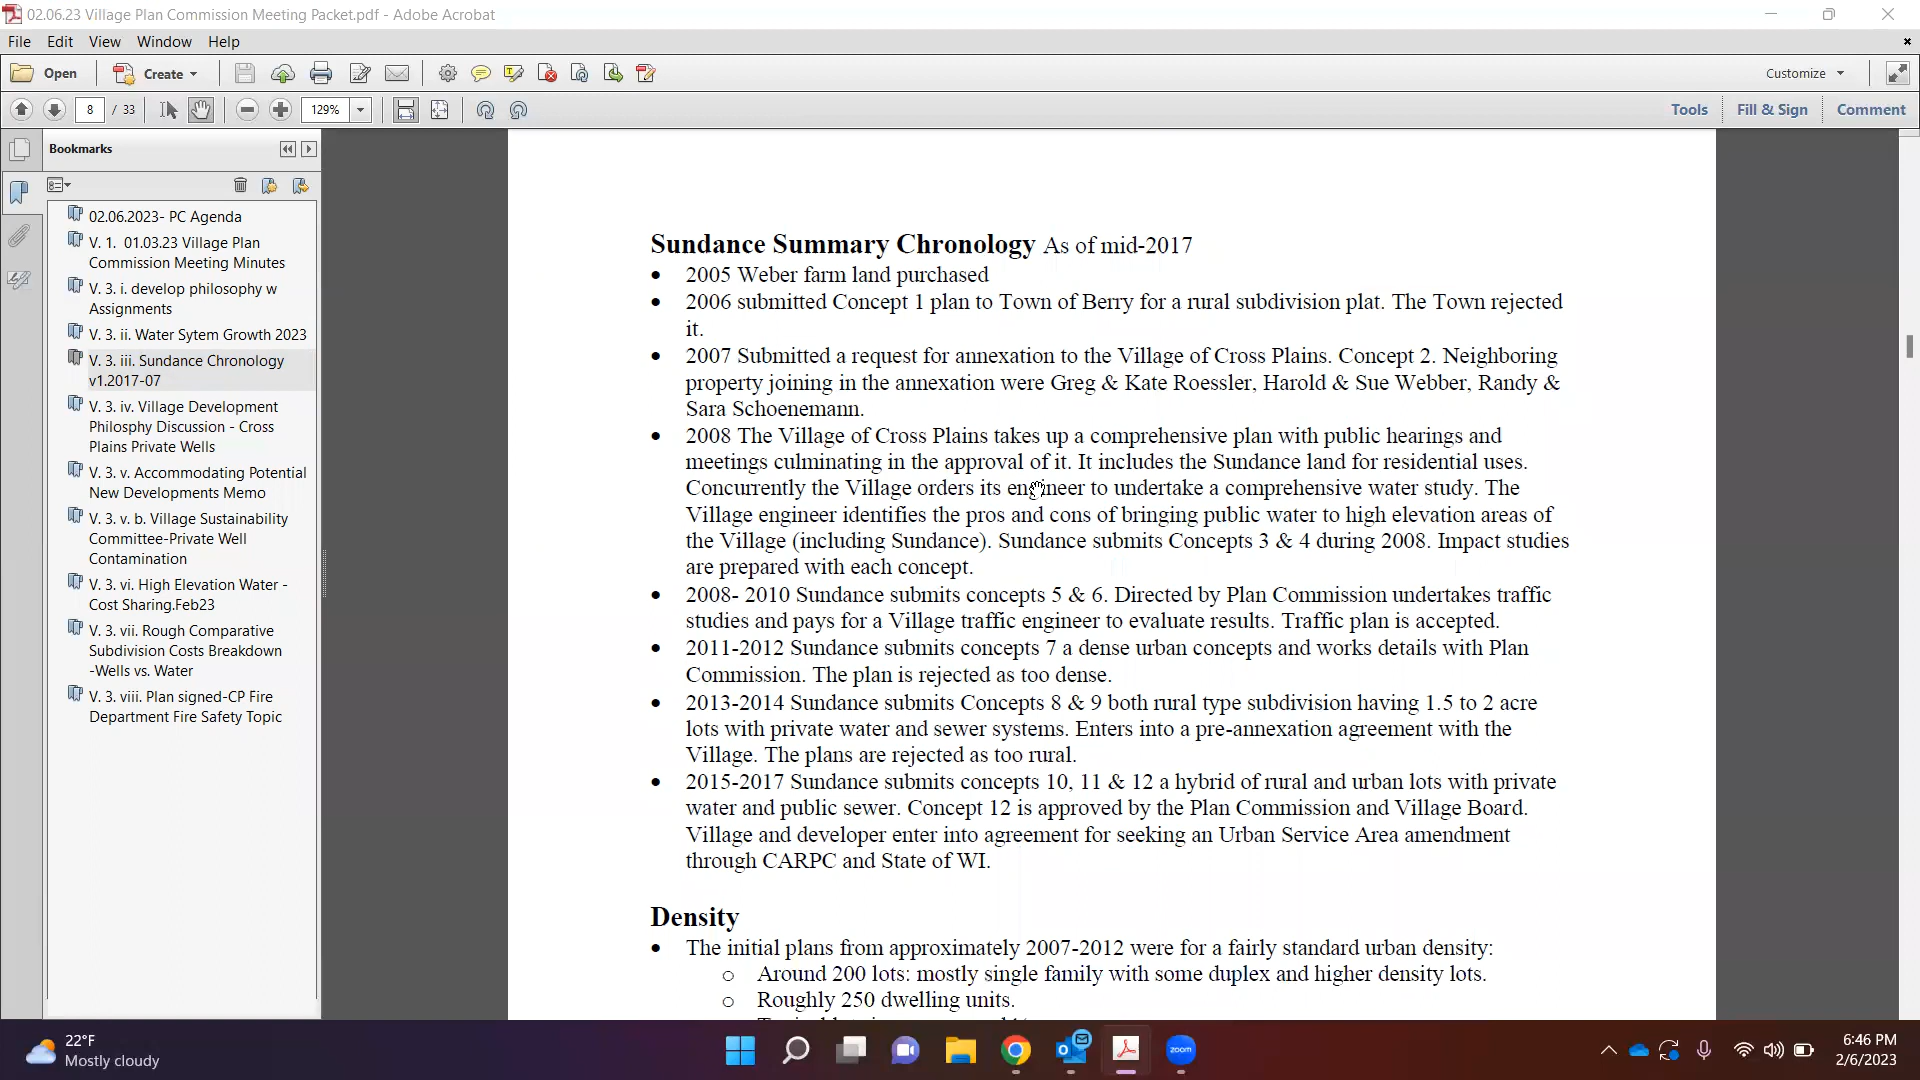 02.06.23 Village Plan Commission Meeting Packet.pdf - Adobe Acrobat
File Edit View Window Help
Open Create Customize
8 / 33 129% Tools Fill & Sign Comment
Bookmarks
02.06.2023- PC Agenda
V. 1. 01.03.23 Village Plan
Commission Meeting Minutes
V. 3. i. develop philosophy w
Assignments
V. 3. ii. Water Sytem Growth 2023
V. 3. iii. Sundance Chronology
v1.2017-07
V. 3. iv. Village Development
Philosphy Discussion - Cross
Plains Private Wells
V. 3. v. Accommodating Potential
New Developments Memo
V. 3. v. b. Village Sustainability
Committee-Private Well
Contamination
V. 3. vi. High Elevation Water -
Cost Sharing.Feb23
V. 3. vii. Rough Comparative
Subdivision Costs Breakdown
-Wells vs. Water
V. 3. viii. Plan signed-CP Fire
Department Fire Safety Topic
Sundance Summary Chronology As of mid-2017
• 2005 Weber farm land purchased
• 2006 submitted Concept 1 plan to Town of Berry for a rural subdivision plat. The Town rejected
it.
• 2007 Submitted a request for annexation to the Village of Cross Plains. Concept 2. Neighboring
property joining in the annexation were Greg & Kate Roessler, Harold & Sue Webber, Randy &
Sara Schoenemann.
• 2008 The Village of Cross Plains takes up a comprehensive plan with public hearings and
meetings culminating in the approval of it. It includes the Sundance land for residential uses.
Concurrently the Village orders its engineer to undertake a comprehensive water study. The
Village engineer identifies the pros and cons of bringing public water to high elevation areas of
the Village (including Sundance). Sundance submits Concepts 3 & 4 during 2008. Impact studies
are prepared with each concept.
• 2008- 2010 Sundance submits concepts 5 & 6. Directed by Plan Commission undertakes traffic
studies and pays for a Village traffic engineer to evaluate results. Traffic plan is accepted.
• 2011-2012 Sundance submits concepts 7 a dense urban concepts and works details with Plan
Commission. The plan is rejected as too dense.
• 2013-2014 Sundance submits Concepts 8 & 9 both rural type subdivision having 1.5 to 2 acre
lots with private water and sewer systems. Enters into a pre-annexation agreement with the
Village. The plans are rejected as too rural.
• 2015-2017 Sundance submits concepts 10, 11 & 12 a hybrid of rural and urban lots with private
water and public sewer. Concept 12 is approved by the Plan Commission and Village Board.
Village and developer enter into agreement for seeking an Urban Service Area amendment
through CARPC and State of WI.
Density
• The initial plans from approximately 2007-2012 were for a fairly standard urban density:
o Around 200 lots: mostly single family with some duplex and higher density lots.
o Roughly 250 dwelling units.
22°F
Mostly cloudy
zoom
6:46 PM
2/6/2023